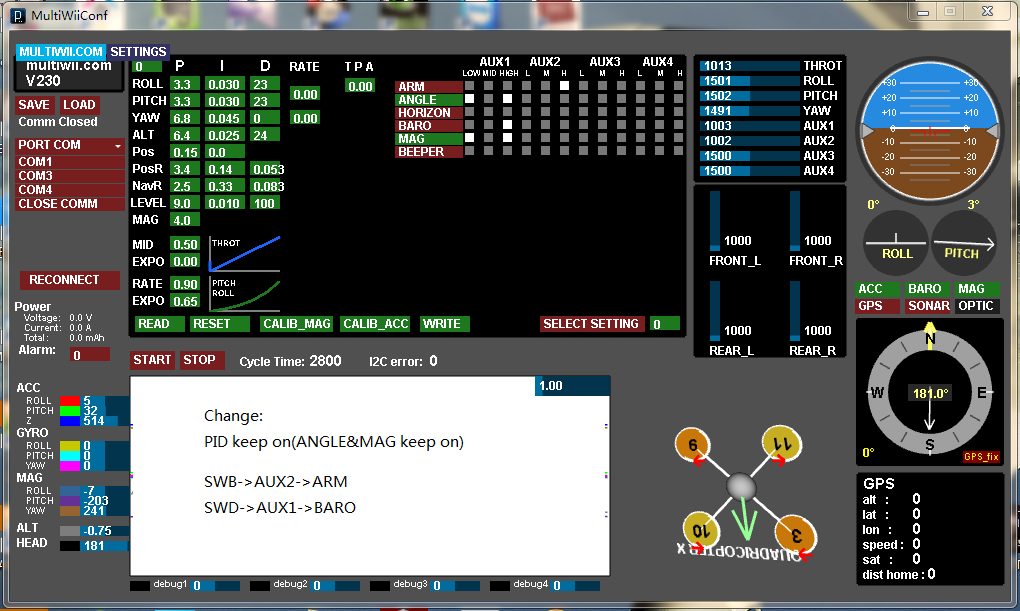 MultiWiiConf
MULTIWII.COM SETTINGS
multiwii.com
V230
SAVE LOAD
Comm Closed
PORT COM
COM1
COM3
COM4
CLOSE COMM
RECONNECT
Power
Voltage: 0.0 V
Current: 0.0 A
Total: 0.0 mAh
Alarm: 0
0 P I D RATE T P A
ROLL 3.3 0.030 23
PITCH 3.3 0.030 23
0.00 0.00
YAW 6.8 0.045 0 0.00
ALT 6.4 0.025 24
Pos 0.15 0.0
PosR 3.4 0.14 0.053
NavR 2.5 0.33 0.083
LEVEL 9.0 0.010 100
MAG 4.0
MID 0.50 THROT
EXPO 0.00
RATE 0.90 PITCH
EXPO 0.65 ROLL
AUX1 AUX2 AUX3 AUX4
LOW MID HIGH L M H L M H L M H
ARM
ANGLE
HORIZON
BARO
MAG
BEEPER
READ RESET CALIB_MAG CALIB_ACC WRITE SELECT SETTING 0
START STOP Cycle Time: 2800 I2C error: 0
1013 THROT
1501 ROLL
1502 PITCH
1491 YAW
1003 AUX1
1002 AUX2
1500 AUX3
1500 AUX4
1000 1000
FRONT_L FRONT_R
1000 1000
REAR_L REAR_R
+30 +30
+20 +20
+10 +10
0 0
-10 -10
-20 -20
-30 -30
0° 3°
ROLL PITCH
ACC BARO MAG
GPS SONAR OPTIC
N
W 181.0° E
S
0° GPS_fix
GPS
alt : 0
lat : 0
lon : 0
speed : 0
sat : 0
dist home : 0
ACC
ROLL 5
PITCH 32
Z 514
GYRO
ROLL 0
PITCH 0
YAW 0
MAG
ROLL -7
PITCH -203
YAW 241
ALT -0.75
HEAD 181
1.00
Change:
PID keep on(ANGLE&MAG keep on)
SWB->AUX2->ARM
SWD->AUX1->BARO
9 11
10 3
QUADRICOPTER X
debug1 0 debug2 0 debug3 0 debug4 0